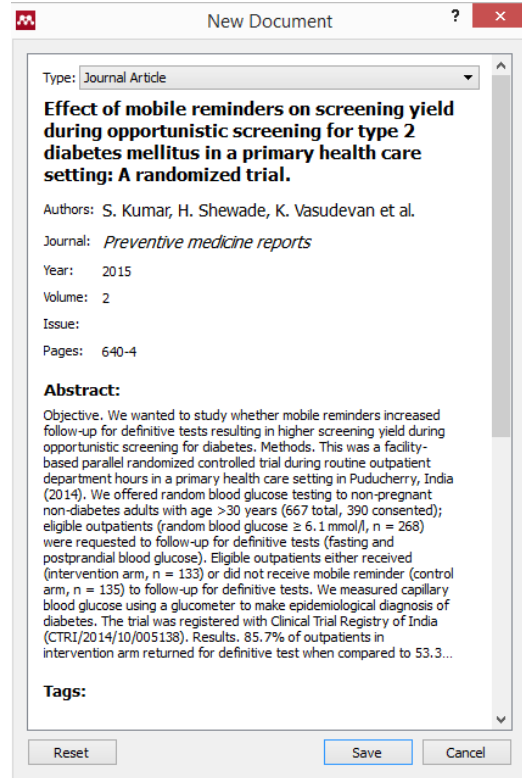 New Document
?
×
Type: Journal Article
Effect of mobile reminders on screening yield
during opportunistic screening for type 2
diabetes mellitus in a primary health care
setting: A randomized trial.
Authors: S. Kumar, H. Shewade, K. Vasudevan et al.
Journal: Preventive medicine reports
Year: 2015
Volume: 2
Issue:
Pages: 640-4
Abstract:
Objective. We wanted to study whether mobile reminders increased
follow-up for definitive tests resulting in higher screening yield during
opportunistic screening for diabetes. Methods. This was a facility-
based parallel randomized controlled trial during routine outpatient
department hours in a primary health care setting in Puducherry, India
(2014). We offered random blood glucose testing to non-pregnant
non-diabetes adults with age >30 years (667 total, 390 consented);
eligible outpatients (random blood glucose ≥ 6.1 mmol/l, n = 268)
were requested to follow-up for definitive tests (fasting and
postprandial blood glucose). Eligible outpatients either received
(intervention arm, n = 133) or did not receive mobile reminder (control
arm, n = 135) to follow-up for definitive tests. We measured capillary
blood glucose using a glucometer to make epidemiological diagnosis of
diabetes. The trial was registered with Clinical Trial Registry of India
(CTRI/2014/10/005138). Results. 85.7% of outpatients in
intervention arm returned for definitive test when compared to 53.3...
Tags:
Reset Save Cancel